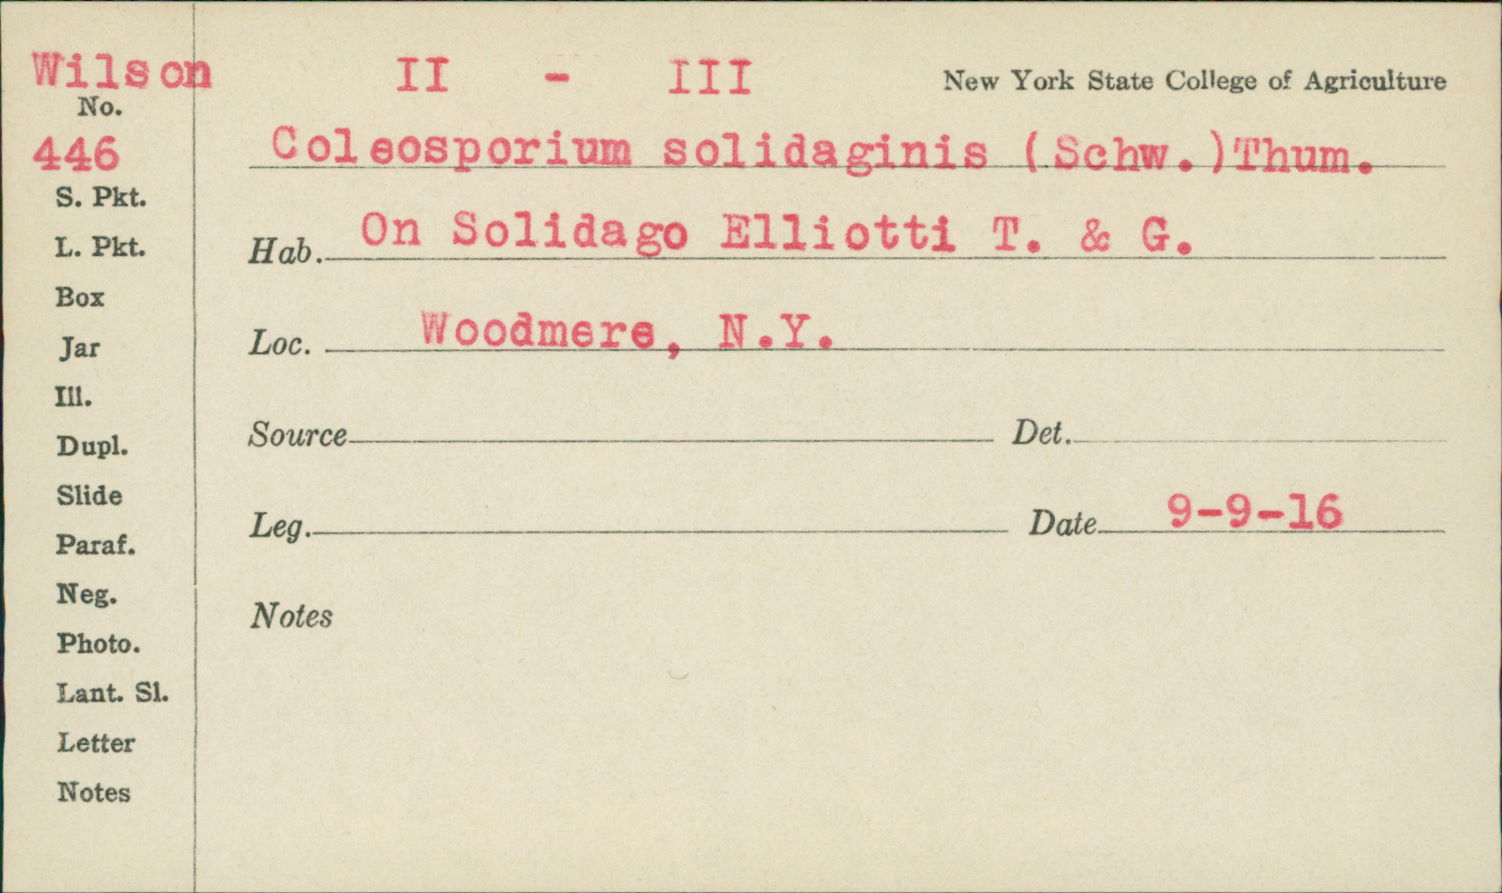 Wilson II - III New York State College of Agriculture
No.
446 Coleosporium solidaginis (Schw.)Thum.
S. Pkt.
Hab. On Solidago Elliotti T. & G.
L. Pkt.
Box
Loc. Woodmere, N.Y.
Jar
Ill.
Source Det.
Dupl.
Slide
Leg. Date 9-9-16
Paraf.
Neg.
Notes
Photo.
Lant. Sl.
Letter
Notes